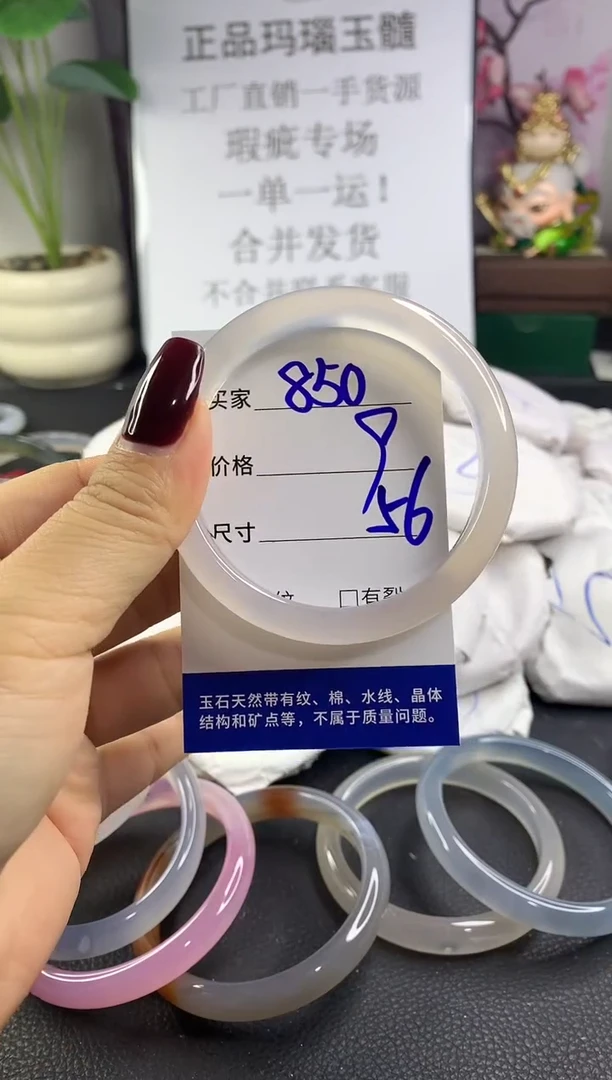 正品玛瑙玉髓
工厂直销一手货源
瑕疵专场
一单一运！
合并发货
不合并联系客服
买家 850
价格 9
尺寸 56
纹 □有裂
玉石天然带有纹、棉、水线、晶体
结构和矿点等，不属于质量问题。